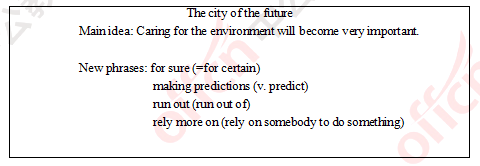 The city of the future
Main idea: Caring for the environment will become very important.
New phrases: for sure (=for certain)
making predictions (v. predict)
run out (run out of)
rely more on (rely on somebody to do something)
offcn
offcn